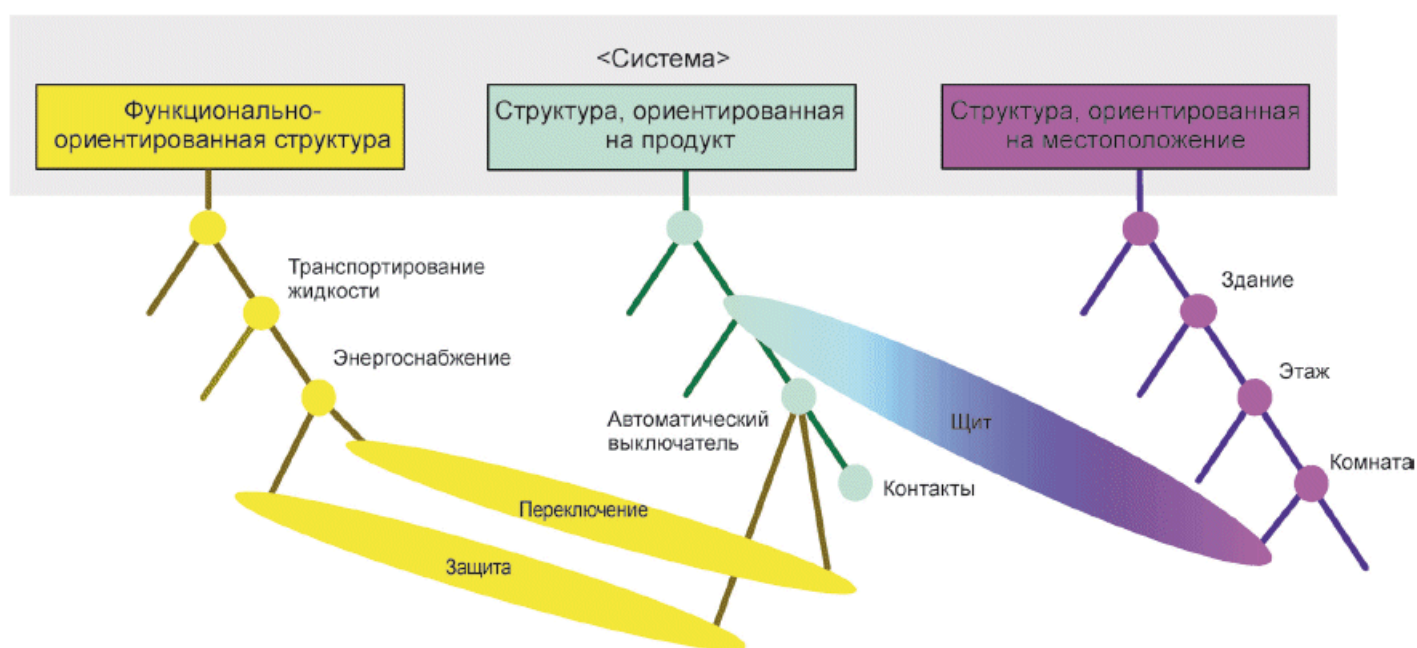 <Система>
Функционально-
ориентированная структура
Структура, ориентированная
на продукт
Структура, ориентированная
на местоположение
Транспортирование
жидкости
Здание
Энергоснабжение
Этаж
Автоматический
выключатель
Щит
Комната
Контакты
Переключение
Защита